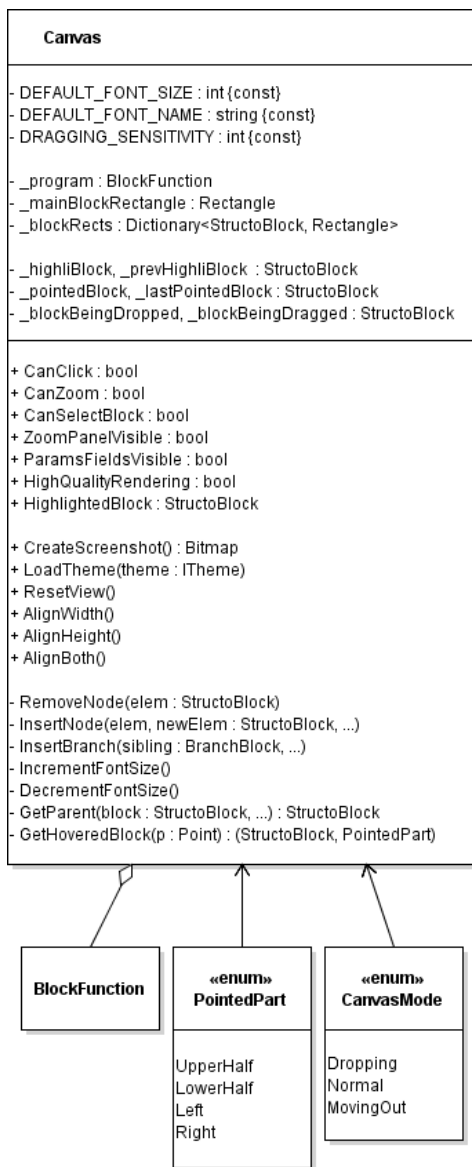 Canvas
- DEFAULT_FONT_SIZE : int {const}
- DEFAULT_FONT_NAME : string {const}
- DRAGGING_SENSITIVITY : int {const}
- _program : BlockFunction
- _mainBlockRectangle : Rectangle
- _blockRects : Dictionary<StructoBlock, Rectangle>
- _highliBlock, _prevHighliBlock : StructoBlock
- _pointedBlock, _lastPointedBlock : StructoBlock
- _blockBeingDropped, _blockBeingDragged : StructoBlock
+ CanClick : bool
+ CanZoom : bool
+ CanSelectBlock : bool
+ ZoomPanelVisible : bool
+ ParamsFieldsVisible : bool
+ HighQualityRendering : bool
+ HighlightedBlock : StructoBlock
+ CreateScreenshot() : Bitmap
+ LoadTheme(theme : ITheme)
+ ResetView()
+ AlignWidth()
+ AlignHeight()
+ AlignBoth()
- RemoveNode(elem : StructoBlock)
- InsertNode(elem, newElem : StructoBlock, ...)
- InsertBranch(sibling : BranchBlock, ...)
- IncrementFontSize()
- DecrementFontSize()
- GetParent(block : StructoBlock, ...) : StructoBlock
- GetHoveredBlock(p : Point) : (StructoBlock, PointedPart)
BlockFunction
«enum»
PointedPart
UpperHalf
LowerHalf
Left
Right
«enum»
CanvasMode
Dropping
Normal
MovingOut